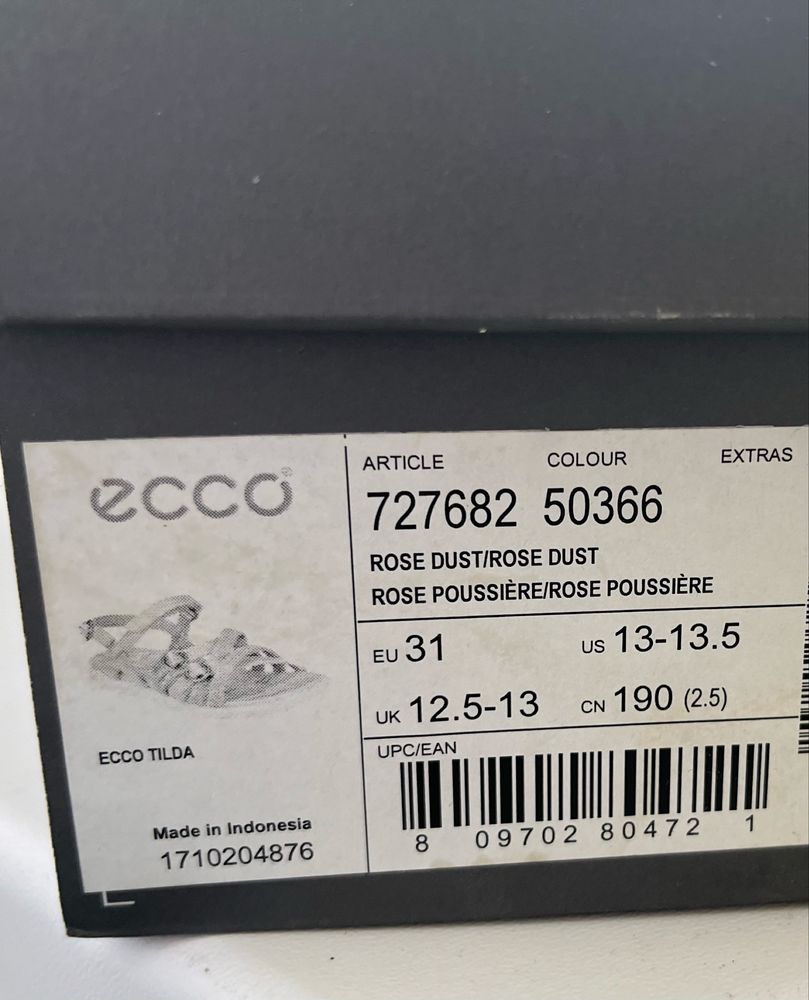 ecco®
ECCO TILDA
Made in Indonesia
1710204876
ARTICLE COLOUR EXTRAS
727682 50366
ROSE DUST/ROSE DUST
ROSE POUSSIÈRE/ROSE POUSSIÈRE
EU 31 US 13-13.5
UK 12.5-13 CN 190 (2.5)
UPC/EAN
8 09702 80472 1